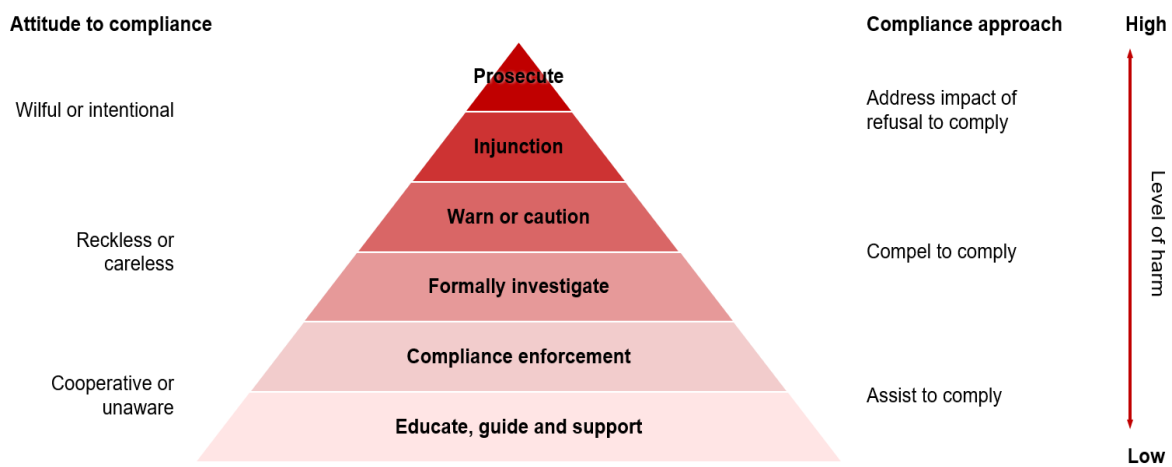 Attitude to compliance
Compliance approach
High
Prosecute
Wilful or intentional
Address impact of
refusal to comply
Injunction
Warn or caution
Reckless or
careless
Compel to comply
Level of harm
Formally investigate
Compliance enforcement
Cooperative or
unaware
Assist to comply
Educate, guide and support
Low